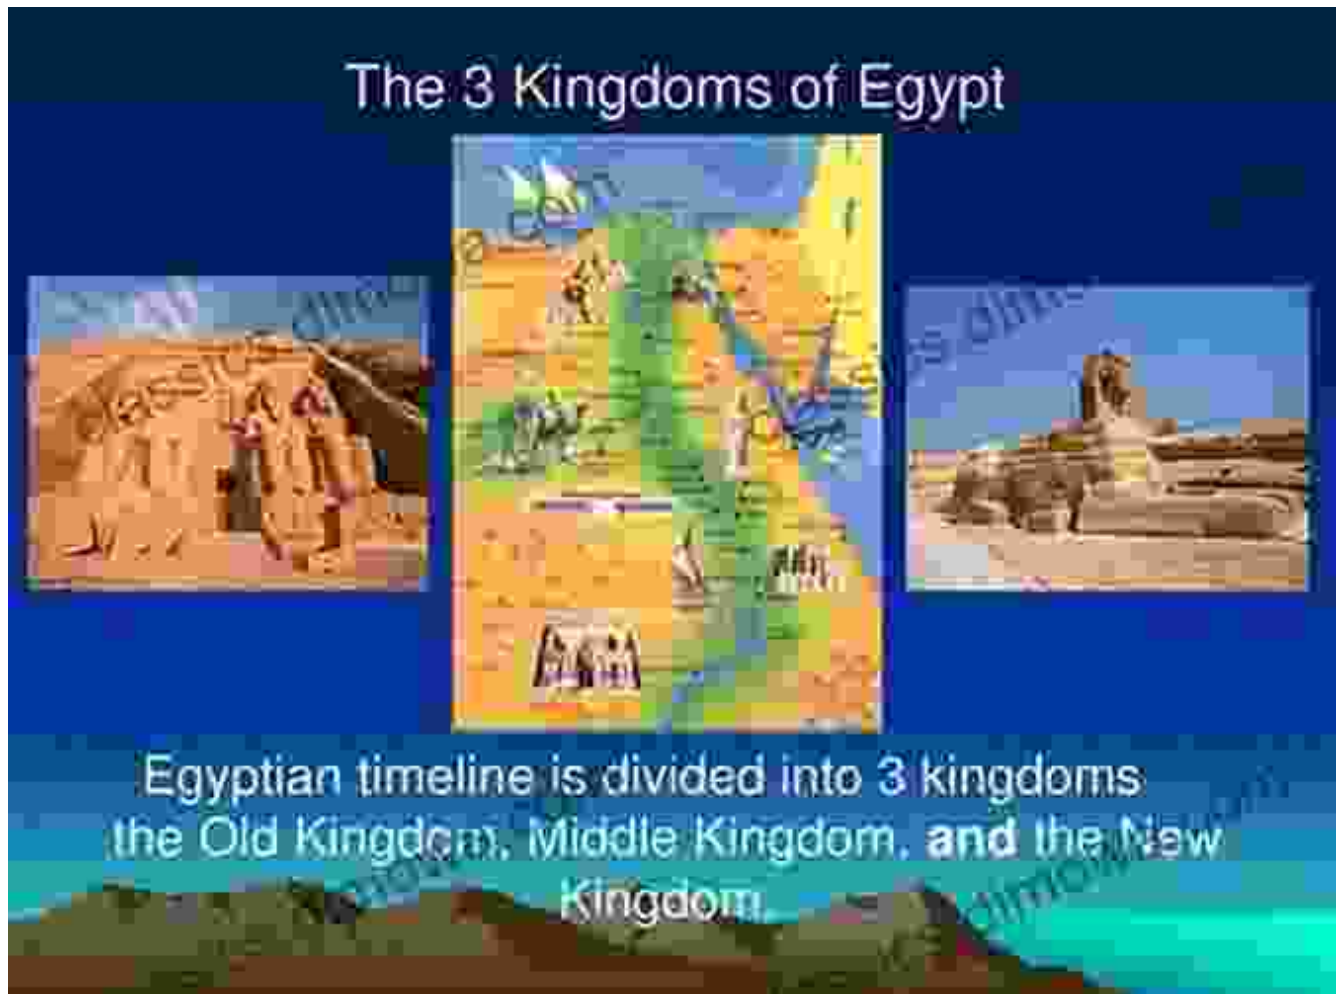 The 3 Kingdoms of Egypt
Egyptian timeline is divided into 3 kingdoms
the Old Kingdom, Middle Kingdom, and the New
Kingdom.